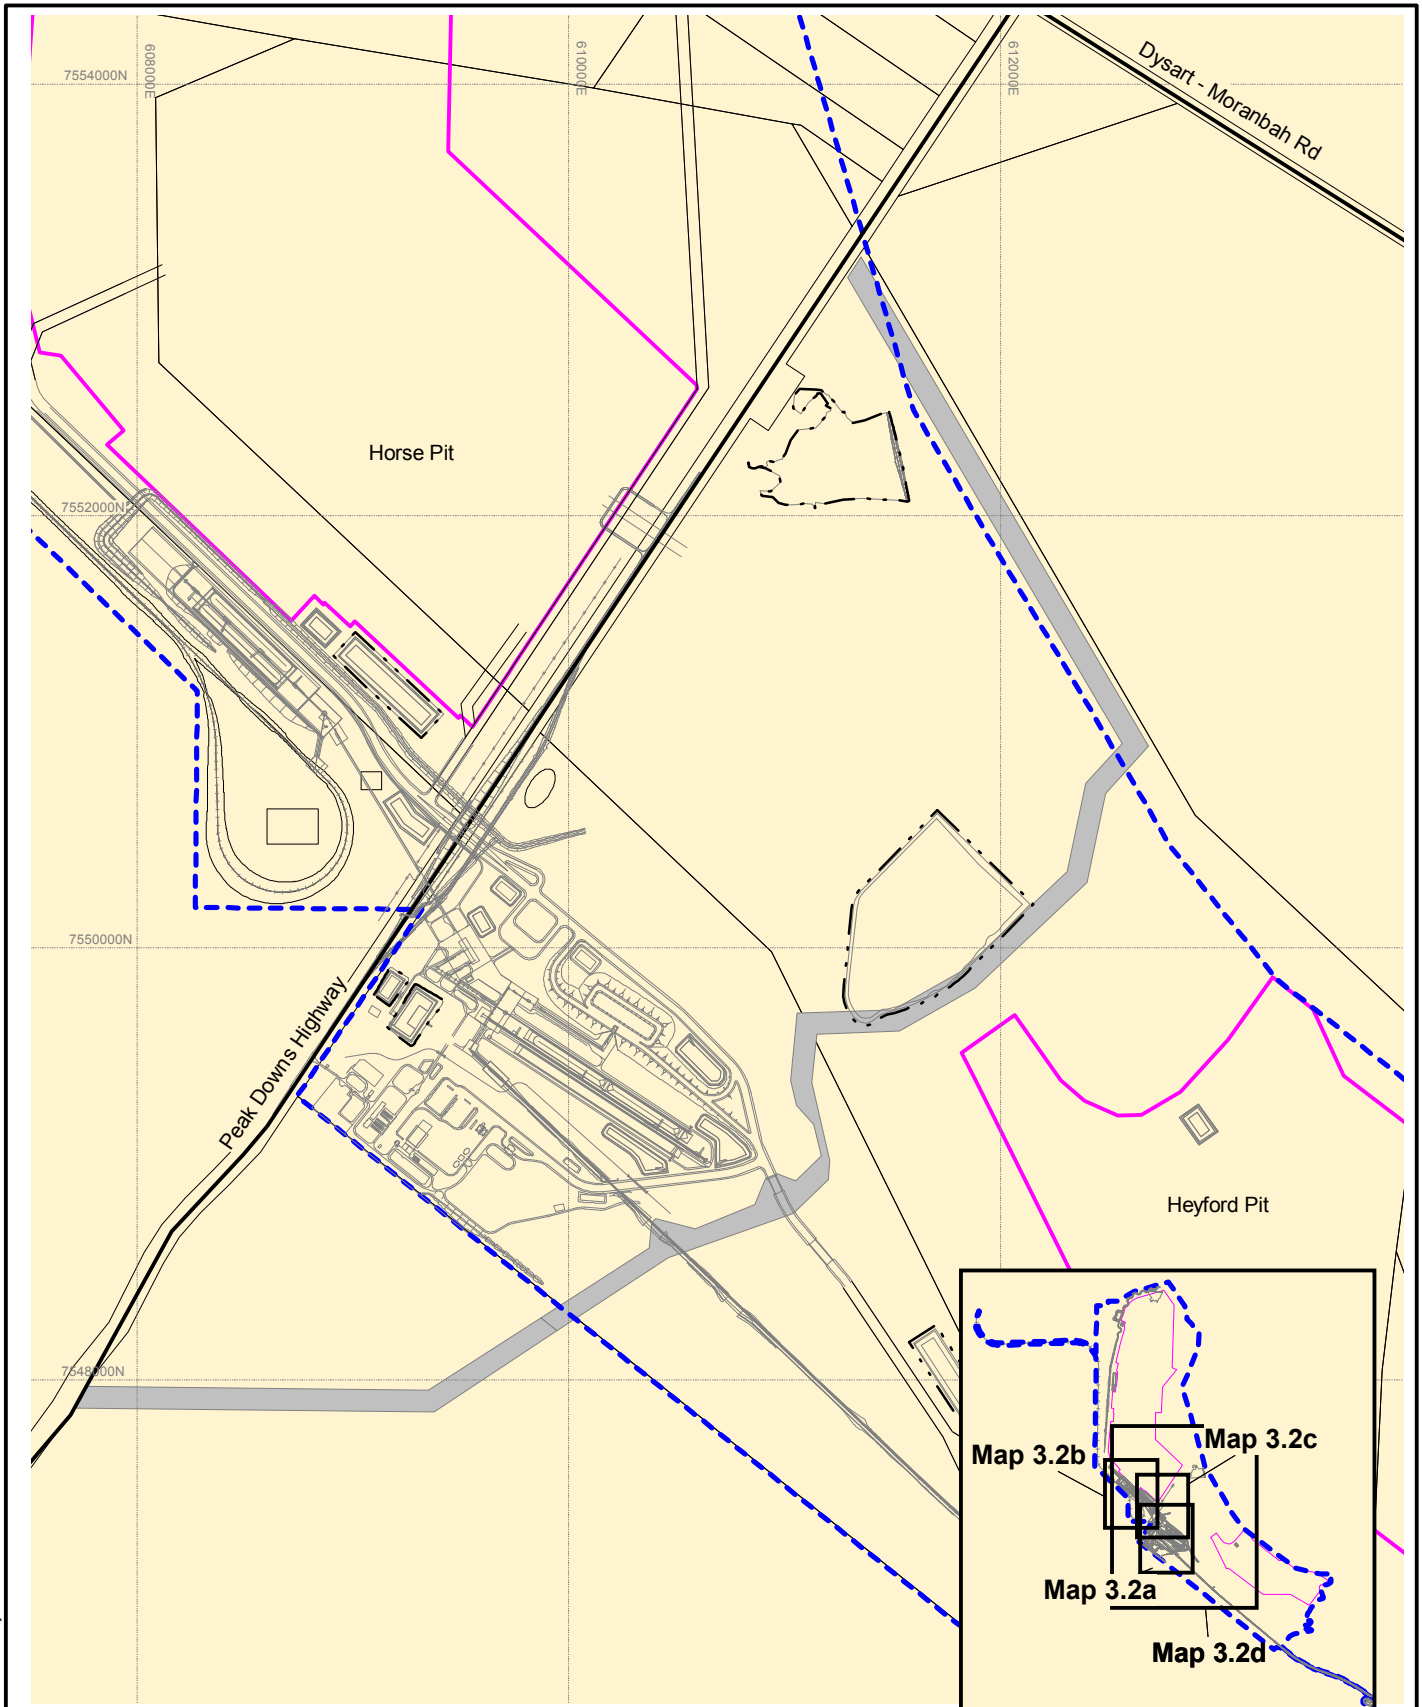 608000E
610000E
612000E
7554000N
Dysart - Moranbah Rd
Horse Pit
7552000N
7550000N
Peak Downs Highway
Heyford Pit
7548000N
Map 3.2b
Map 3.2c
Map 3.2a
Map 3.2d